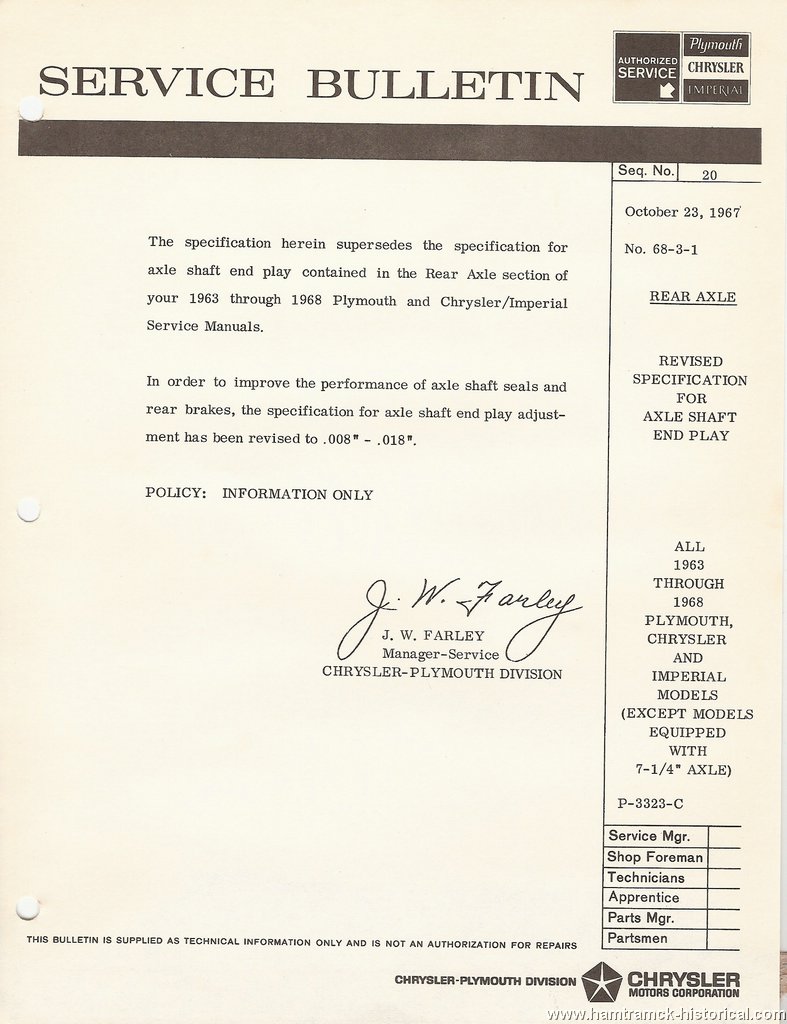 SERVICE BULLETIN
AUTHORIZED
SERVICE
Plymouth
CHRYSLER
IMPERIAL
Seq. No. 20
October 23, 1967
No. 68-3-1
REAR AXLE
REVISED
SPECIFICATION
FOR
AXLE SHAFT
END PLAY
ALL
1963
THROUGH
1968
PLYMOUTH,
CHRYSLER
AND
IMPERIAL
MODELS
(EXCEPT MODELS
EQUIPPED
WITH
7-1/4" AXLE)
P-3323-C
Service Mgr.
Shop Foreman
Technicians
Apprentice
Parts Mgr.
Partsmen
The specification herein supersedes the specification for
axle shaft end play contained in the Rear Axle section of
your 1963 through 1968 Plymouth and Chrysler/Imperial
Service Manuals.
In order to improve the performance of axle shaft seals and
rear brakes, the specification for axle shaft end play adjust-
ment has been revised to .008" - .018".
POLICY: INFORMATION ONLY
J. W. Farley
J. W. FARLEY
Manager-Service
CHRYSLER-PLYMOUTH DIVISION
THIS BULLETIN IS SUPPLIED AS TECHNICAL INFORMATION ONLY AND IS NOT AN AUTHORIZATION FOR REPAIRS
CHRYSLER-PLYMOUTH DIVISION
CHRYSLER
MOTORS CORPORATION
www.hamtramck-historical.com